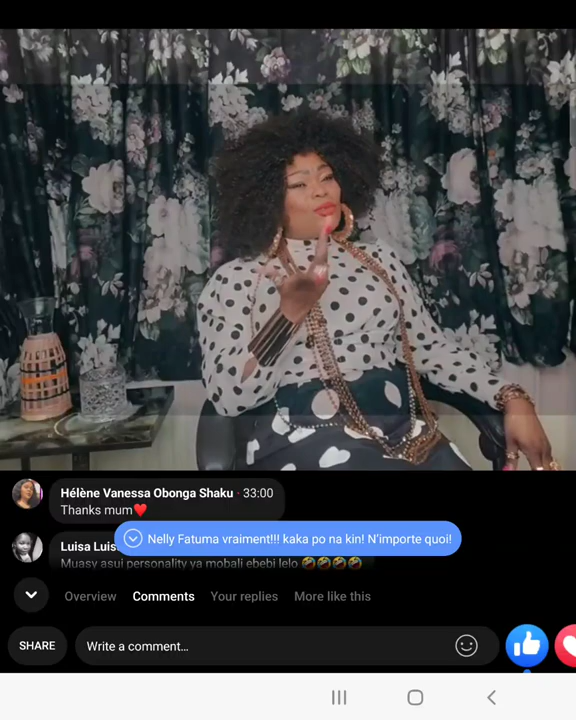 Hélène Vanessa Obonga Shaku · 33:00
Thanks mum❤️
Nelly Fatuma vraiment!!! kaka po na kin! N'importe quoi!
Luisa Luis
Muasy asui personality ya mobali ebebi lelo 🤣🤣🤣🤣
Overview Comments Your replies More like this
SHARE Write a comment...